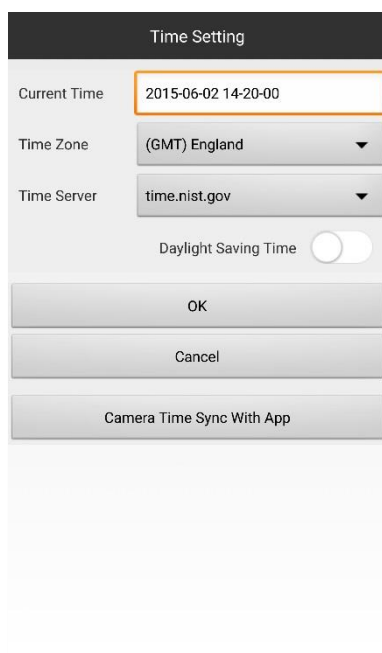 Time Setting
Current Time 2015-06-02 14-20-00
Time Zone (GMT) England
Time Server time.nist.gov
Daylight Saving Time
OK
Cancel
Camera Time Sync With App